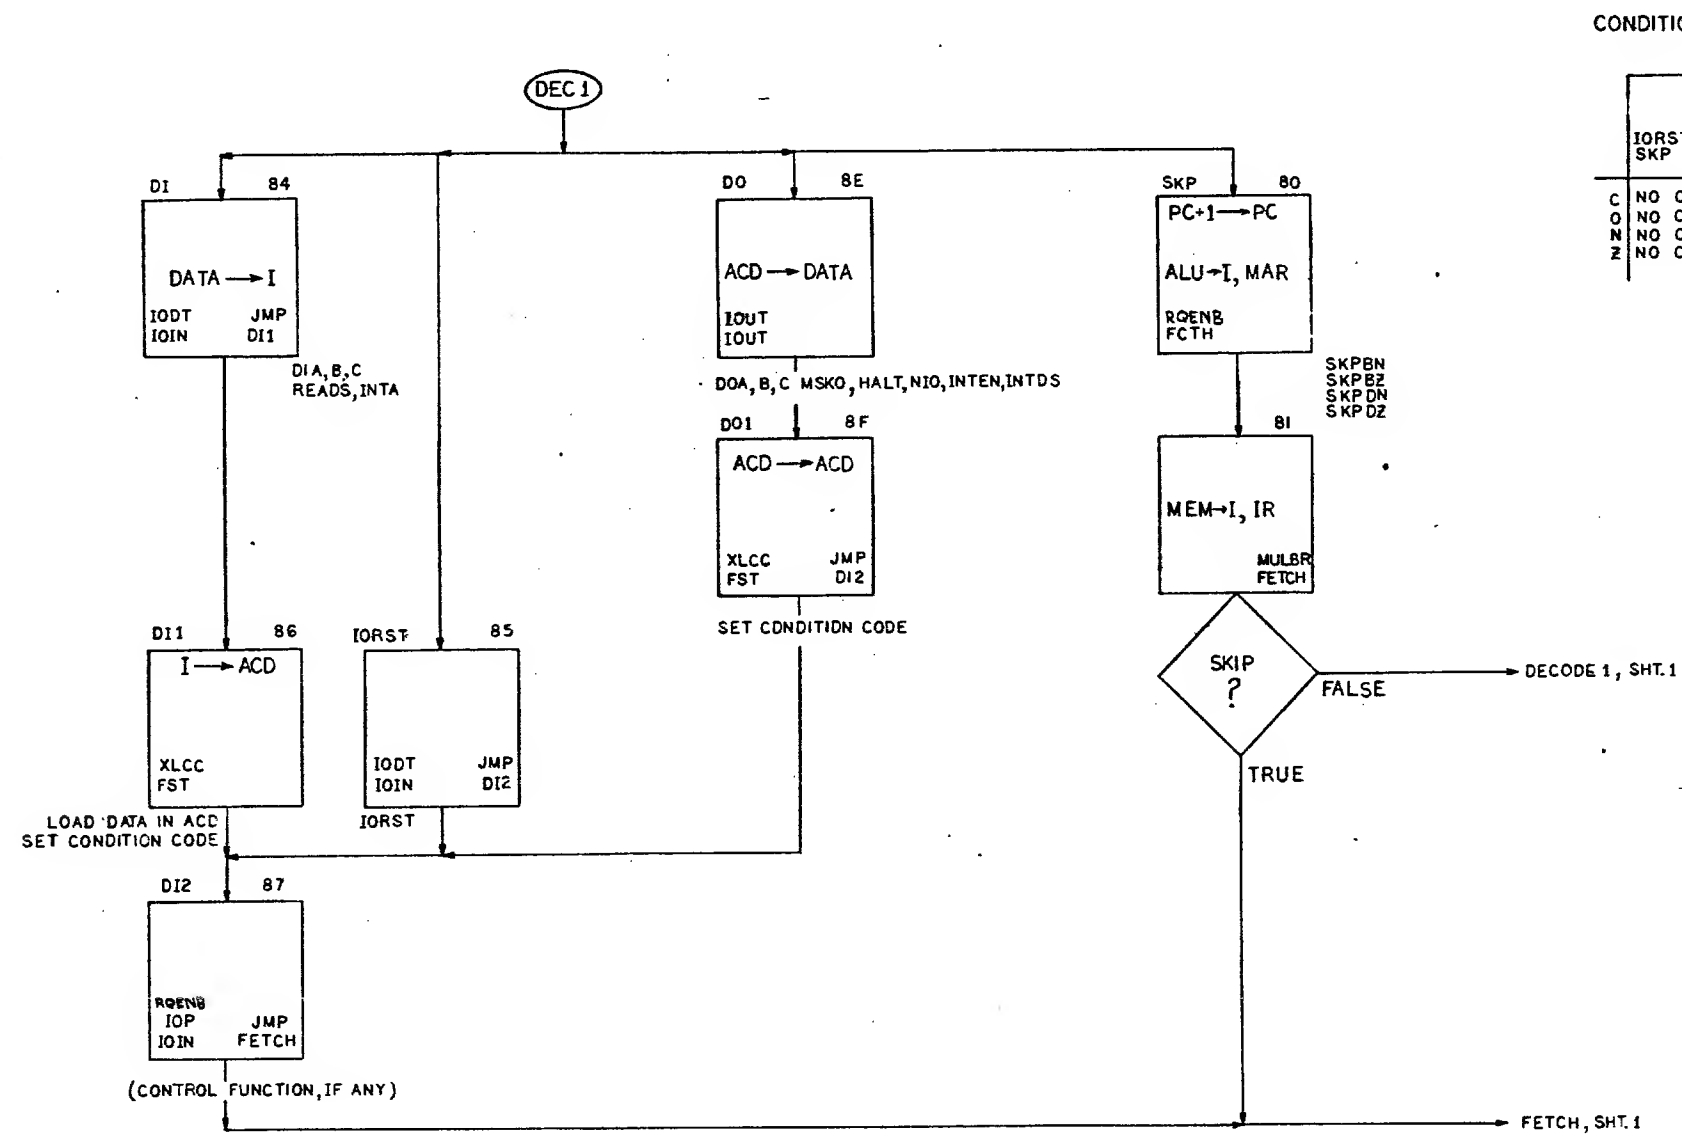 CONDITIO
DEC 1
IORS
SKP
C NO C
O NO C
N NO C
Z NO C
DI 84
DATA → I
IODT JMP
IOIN DI1
DIA, B, C
READS, INTA
DO 8E
ACD → DATA
IOUT
IOUT
DOA, B, C MSKO, HALT, NIO, INTEN, INTDS
SKP 80
PC+1 → PC
ALU → I, MAR
RQENB
FCTH
SKPBN
SKPBZ
SKPDN
SKPDZ
DO1 8F
ACD → ACD
XLCC JMP
FST DI2
SET CONDITION CODE
81
MEM → I, IR
MULBR
FETCH
SKIP
?
FALSE
DECODE 1, SHT. 1
TRUE
DI1 86
I → ACD
XLCC
FST
LOAD DATA IN ACD
SET CONDITION CODE
IORST 85
IODT JMP
IOIN DI2
IORST
DI2 87
RQENB
IOP JMP
IOIN FETCH
(CONTROL FUNCTION, IF ANY)
FETCH, SHT. 1